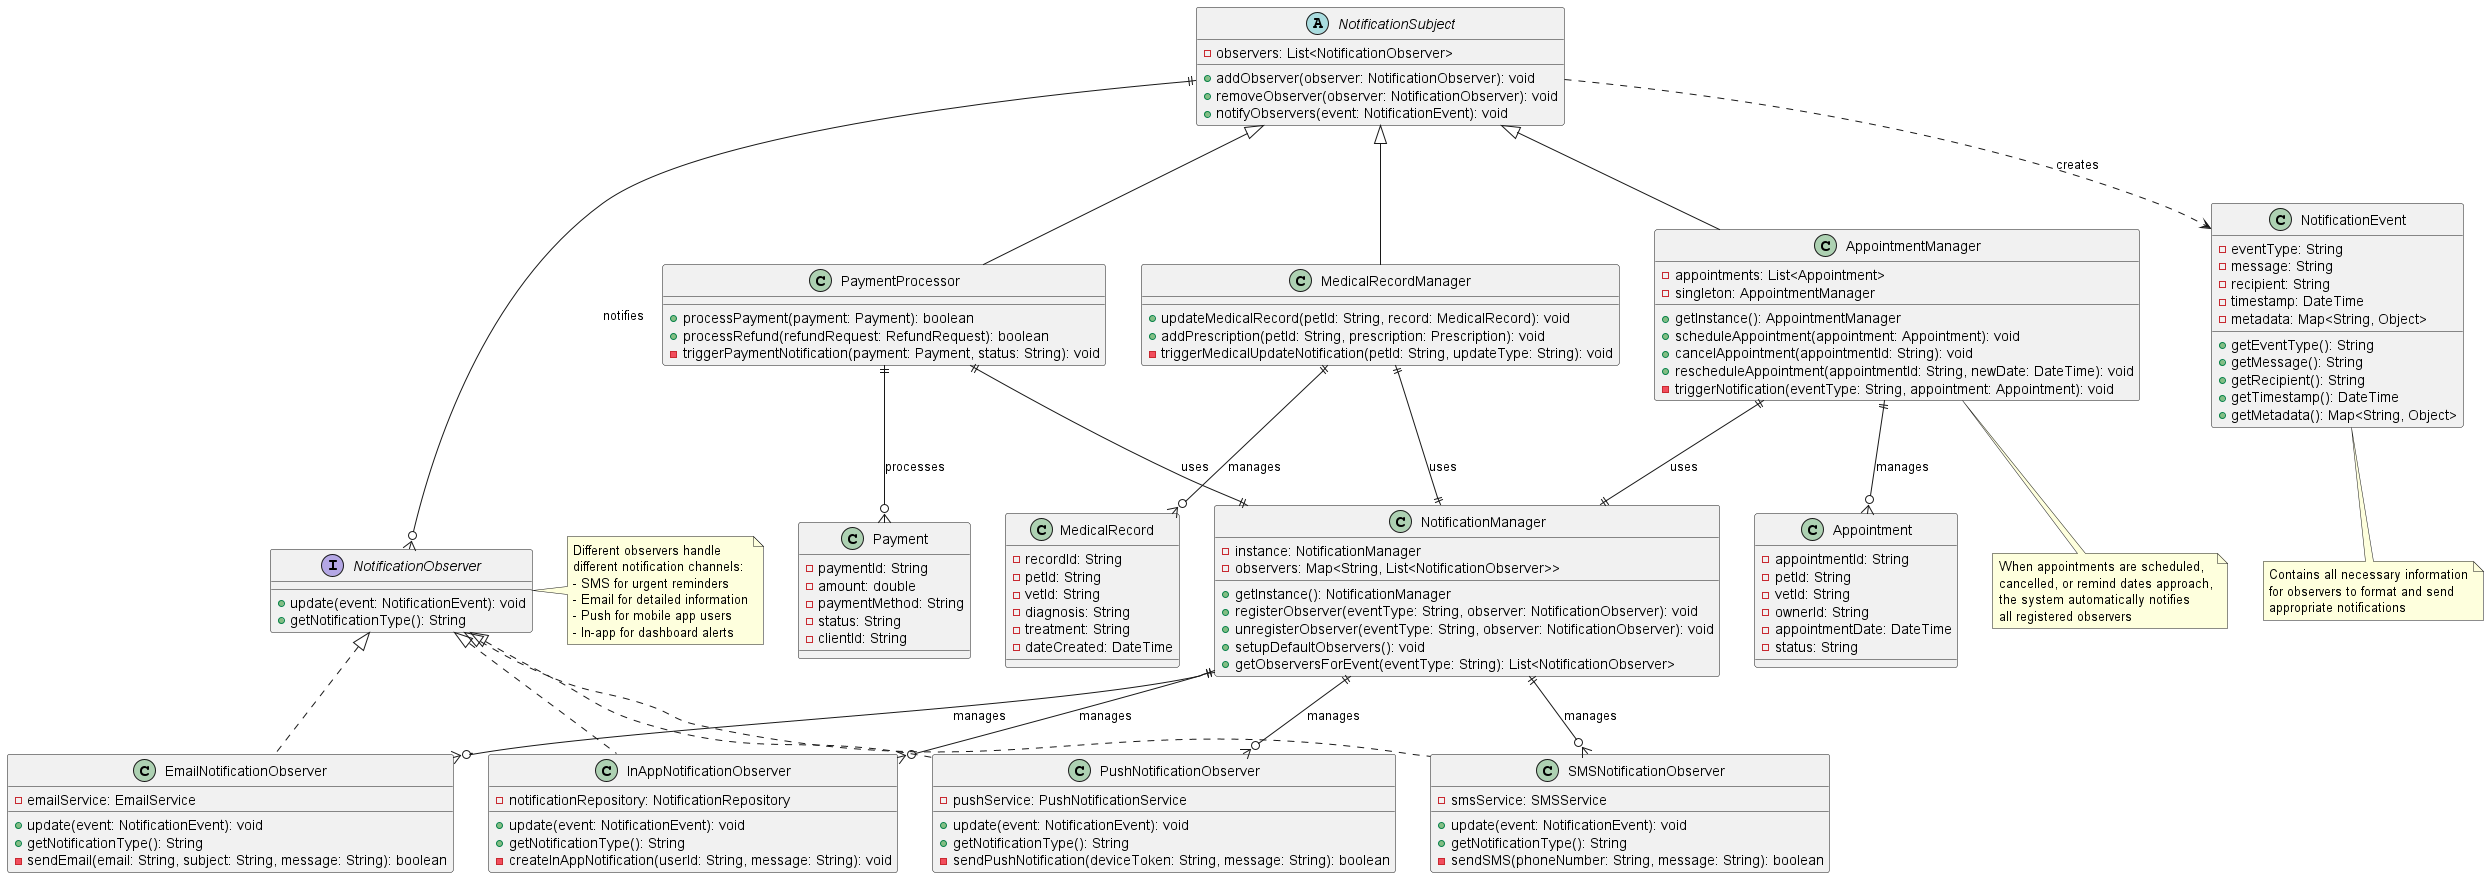 NotificationSubject
observers: List<NotificationObserver>
addObserver(observer: NotificationObserver): void
removeObserver(observer: NotificationObserver): void
notifyObservers(event: NotificationEvent): void
creates
notifies
PaymentProcessor
processPayment(payment: Payment): boolean
processRefund(refundRequest: RefundRequest): boolean
triggerPaymentNotification(payment: Payment, status: String): void
MedicalRecordManager
updateMedicalRecord(petId: String, record: MedicalRecord): void
addPrescription(petId: String, prescription: Prescription): void
triggerMedicalUpdateNotification(petId: String, updateType: String): void
AppointmentManager
appointments: List<Appointment>
singleton: AppointmentManager
getInstance(): AppointmentManager
scheduleAppointment(appointment: Appointment): void
cancelAppointment(appointmentId: String): void
rescheduleAppointment(appointmentId: String, newDate: DateTime): void
triggerNotification(eventType: String, appointment: Appointment): void
NotificationEvent
eventType: String
message: String
recipient: String
timestamp: DateTime
metadata: Map<String, Object>
getEventType(): String
getMessage(): String
getRecipient(): String
getTimestamp(): DateTime
getMetadata(): Map<String, Object>
processes
uses
manages
uses
uses
manages
NotificationObserver
update(event: NotificationEvent): void
getNotificationType(): String
Different observers handle
different notification channels:
- SMS for urgent reminders
- Email for detailed information
- Push for mobile app users
- In-app for dashboard alerts
Payment
paymentId: String
amount: double
paymentMethod: String
status: String
clientId: String
MedicalRecord
recordId: String
petId: String
vetId: String
diagnosis: String
treatment: String
dateCreated: DateTime
NotificationManager
instance: NotificationManager
observers: Map<String, List<NotificationObserver>>
getInstance(): NotificationManager
registerObserver(eventType: String, observer: NotificationObserver): void
unregisterObserver(eventType: String, observer: NotificationObserver): void
setupDefaultObservers(): void
getObserversForEvent(eventType: String): List<NotificationObserver>
Appointment
appointmentId: String
petId: String
vetId: String
ownerId: String
appointmentDate: DateTime
status: String
When appointments are scheduled,
cancelled, or remind dates approach,
the system automatically notifies
all registered observers
Contains all necessary information
for observers to format and send
appropriate notifications
manages
manages
manages
manages
EmailNotificationObserver
emailService: EmailService
update(event: NotificationEvent): void
getNotificationType(): String
sendEmail(email: String, subject: String, message: String): boolean
InAppNotificationObserver
notificationRepository: NotificationRepository
update(event: NotificationEvent): void
getNotificationType(): String
createInAppNotification(userId: String, message: String): void
PushNotificationObserver
pushService: PushNotificationService
update(event: NotificationEvent): void
getNotificationType(): String
sendPushNotification(deviceToken: String, message: String): boolean
SMSNotificationObserver
smsService: SMSService
update(event: NotificationEvent): void
getNotificationType(): String
sendSMS(phoneNumber: String, message: String): boolean